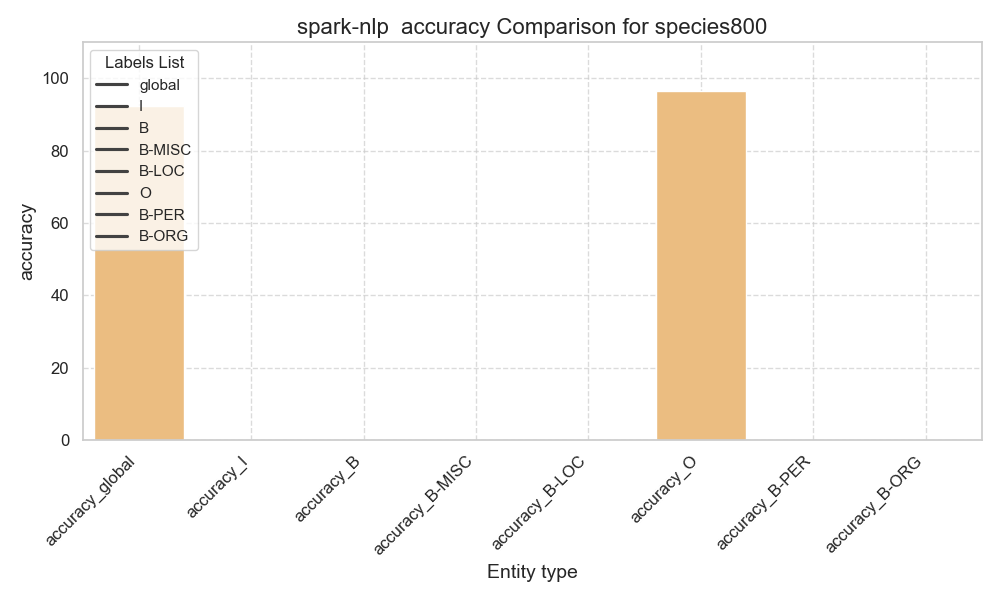 spark-nlp  accuracy Comparison for species800
Labels List
global
I
B
B-MISC
B-LOC
O
B-PER
B-ORG
100
80
60
40
20
0
accuracy
accuracy_global
accuracy_I
accuracy_B
accuracy_B-MISC
accuracy_B-LOC
accuracy_O
accuracy_B-PER
accuracy_B-ORG
Entity type